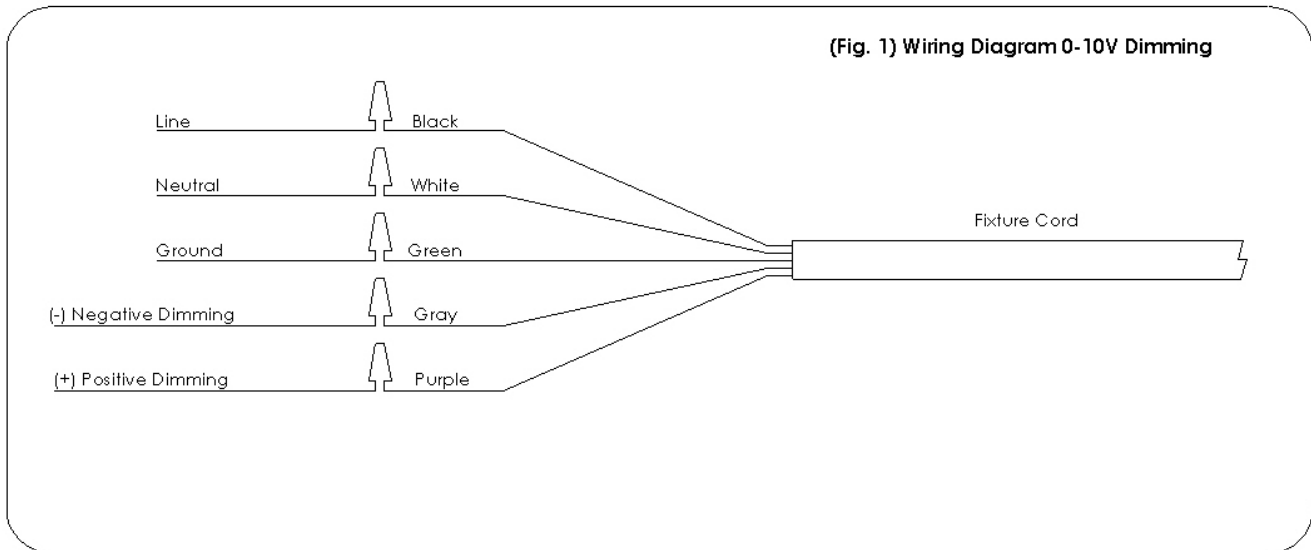 (Fig. 1) Wiring Diagram 0-10V Dimming
Line
Black
Neutral
White
Fixture Cord
Ground
Green
(-) Negative Dimming
Gray
(+) Positive Dimming
Purple